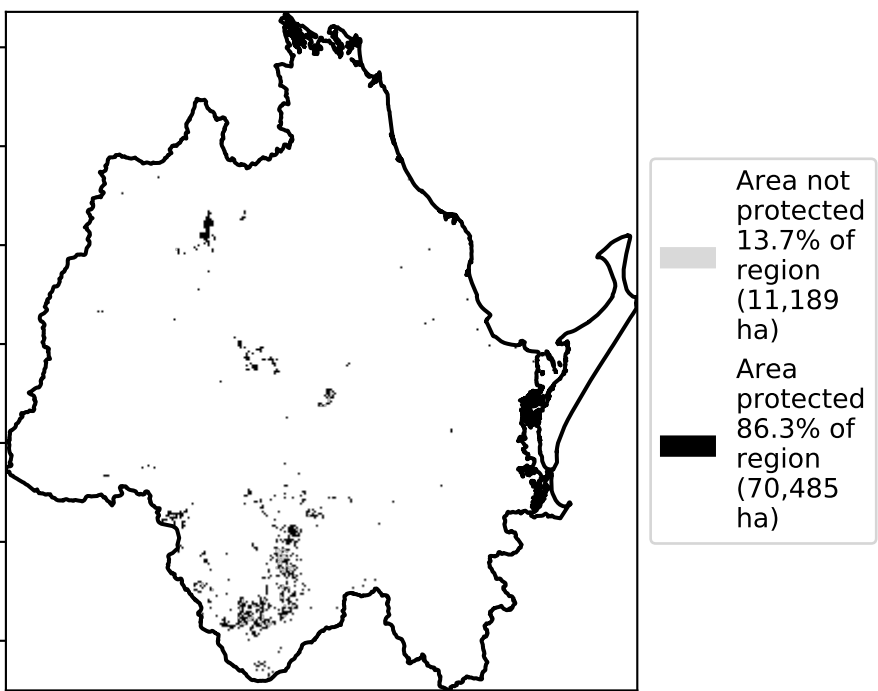 Area not
protected
13.7% of
region
(11,189
ha)
Area
protected
86.3% of
region
(70,485
ha)